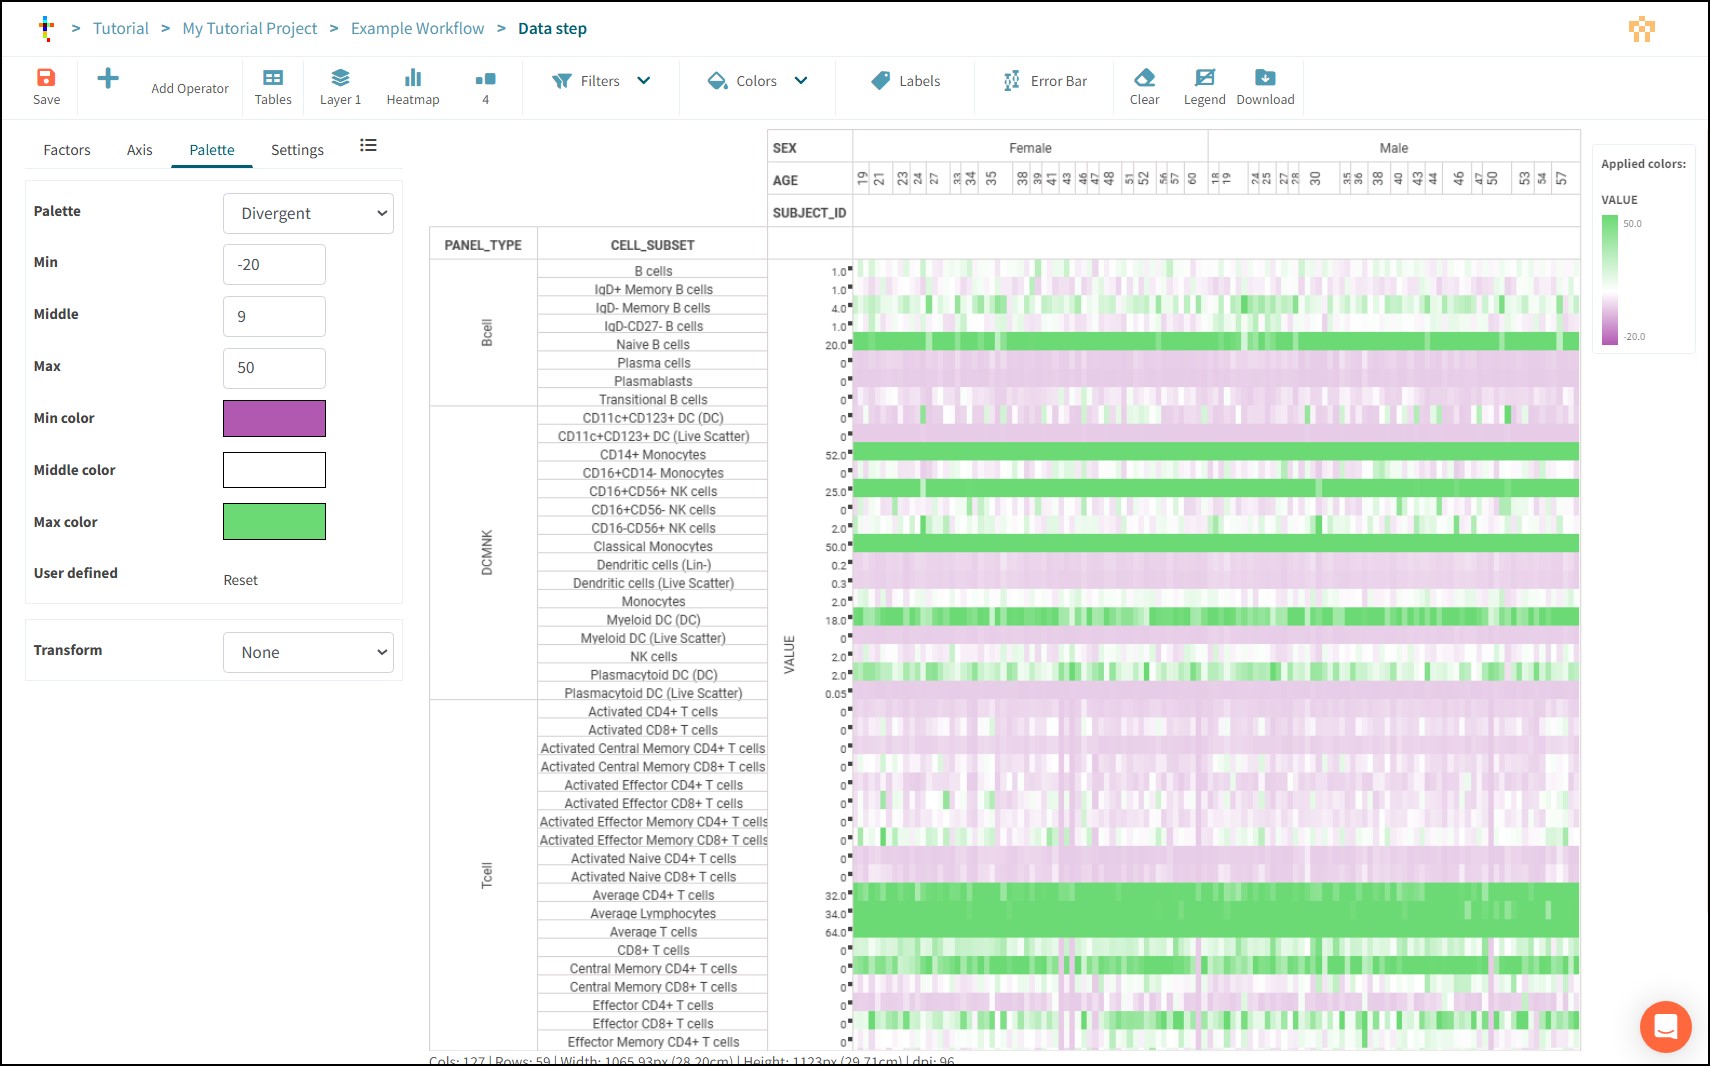 > Tutorial > My Tutorial Project > Example Workflow > Data step
Save
Add Operator
Tables
Layer 1
Heatmap
4
Filters
Colors
Labels
Error Bar
Clear
Legend
Download
Factors Axis Palette Settings
Palette Divergent
Min -20
Middle 9
Max 50
Min color
Middle color
Max color
User defined Reset
Transform None
SEX Female Male
AGE 19 21 23 24 27 33 34 35 38 39 41 43 46 47 48 51 52 56 57 60 18 19 24 25 27 28 30 35 36 38 40 43 44 46 47 50 53 54 57
SUBJECT_ID
PANEL_TYPE CELL_SUBSET
Bcell
B cells 1.0
IgD+ Memory B cells 1.0
IgD- Memory B cells 4.0
IgD-CD27- B cells 1.0
Naive B cells 20.0
Plasma cells 0
Plasmablasts 0
Transitional B cells 0
DCMNK
CD11c+CD123+ DC (DC) 0
CD11c+CD123+ DC (Live Scatter) 0
CD14+ Monocytes 52.0
CD16+CD14- Monocytes 0
CD16+CD56+ NK cells 25.0
CD16+CD56- NK cells 0
CD16-CD56+ NK cells 2.0
Classical Monocytes 50.0
Dendritic cells (Lin-) 0.2
Dendritic cells (Live Scatter) 0.3
Monocytes 2.0
Myeloid DC (DC) 18.0
Myeloid DC (Live Scatter) 0
NK cells 2.0
Plasmacytoid DC (DC) 2.0
Plasmacytoid DC (Live Scatter) 0.05
VALUE
Tcell
Activated CD4+ T cells 0
Activated CD8+ T cells 0
Activated Central Memory CD4+ T cells 0
Activated Central Memory CD8+ T cells 0
Activated Effector CD4+ T cells 0
Activated Effector CD8+ T cells 0
Activated Effector Memory CD4+ T cells 0
Activated Effector Memory CD8+ T cells 0
Activated Naive CD4+ T cells 0
Activated Naive CD8+ T cells 0
Average CD4+ T cells 32.0
Average Lymphocytes 34.0
Average T cells 64.0
CD8+ T cells 0
Central Memory CD4+ T cells 0
Central Memory CD8+ T cells 0
Effector CD4+ T cells 0
Effector CD8+ T cells 0
Effector Memory CD4+ T cells 0
Cols: 127 | Rows: 59 | Width: 1065.93px (28.20cm) | Height: 1123px (29.71cm) | dpi: 96
Applied colors:
VALUE
50.0
-20.0